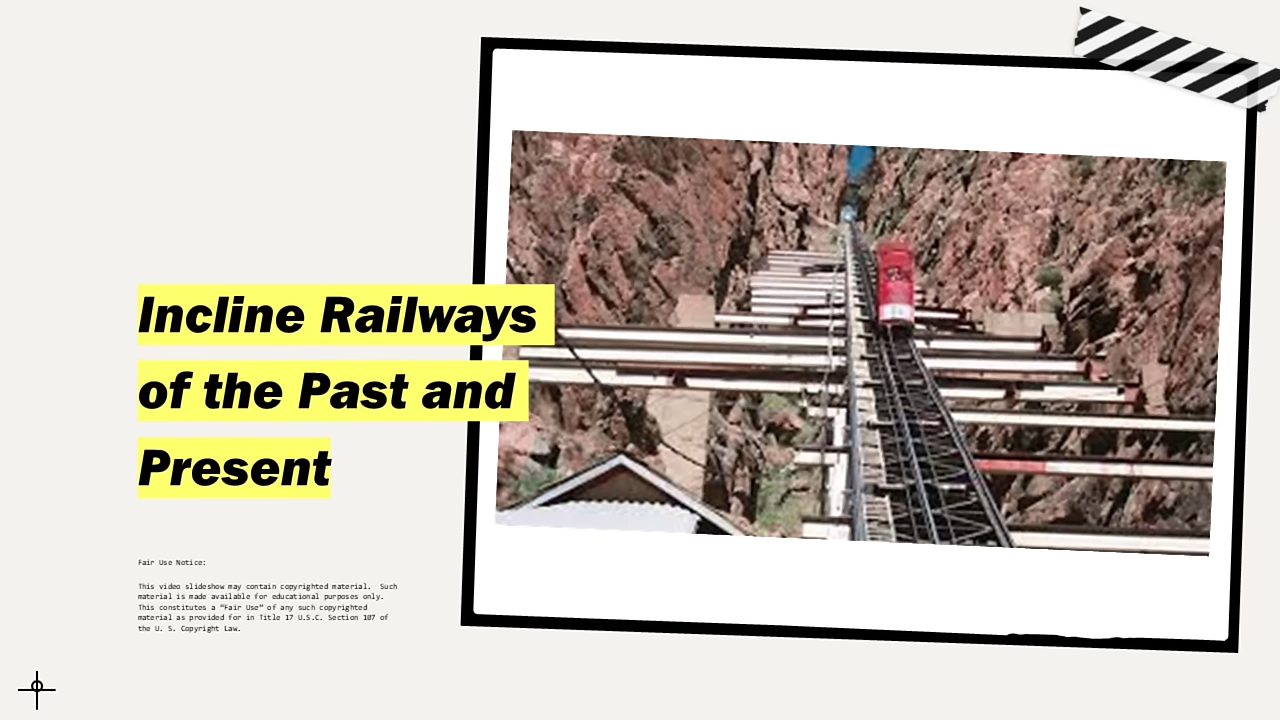 Incline Railways
of the Past and
Present
Fair Use Notice:
This video slideshow may contain copyrighted material.  Such
material is made available for educational purposes only.
This constitutes a “Fair Use” of any such copyrighted
material as provided for in Title 17 U.S.C. Section 107 of
the U. S. Copyright Law.